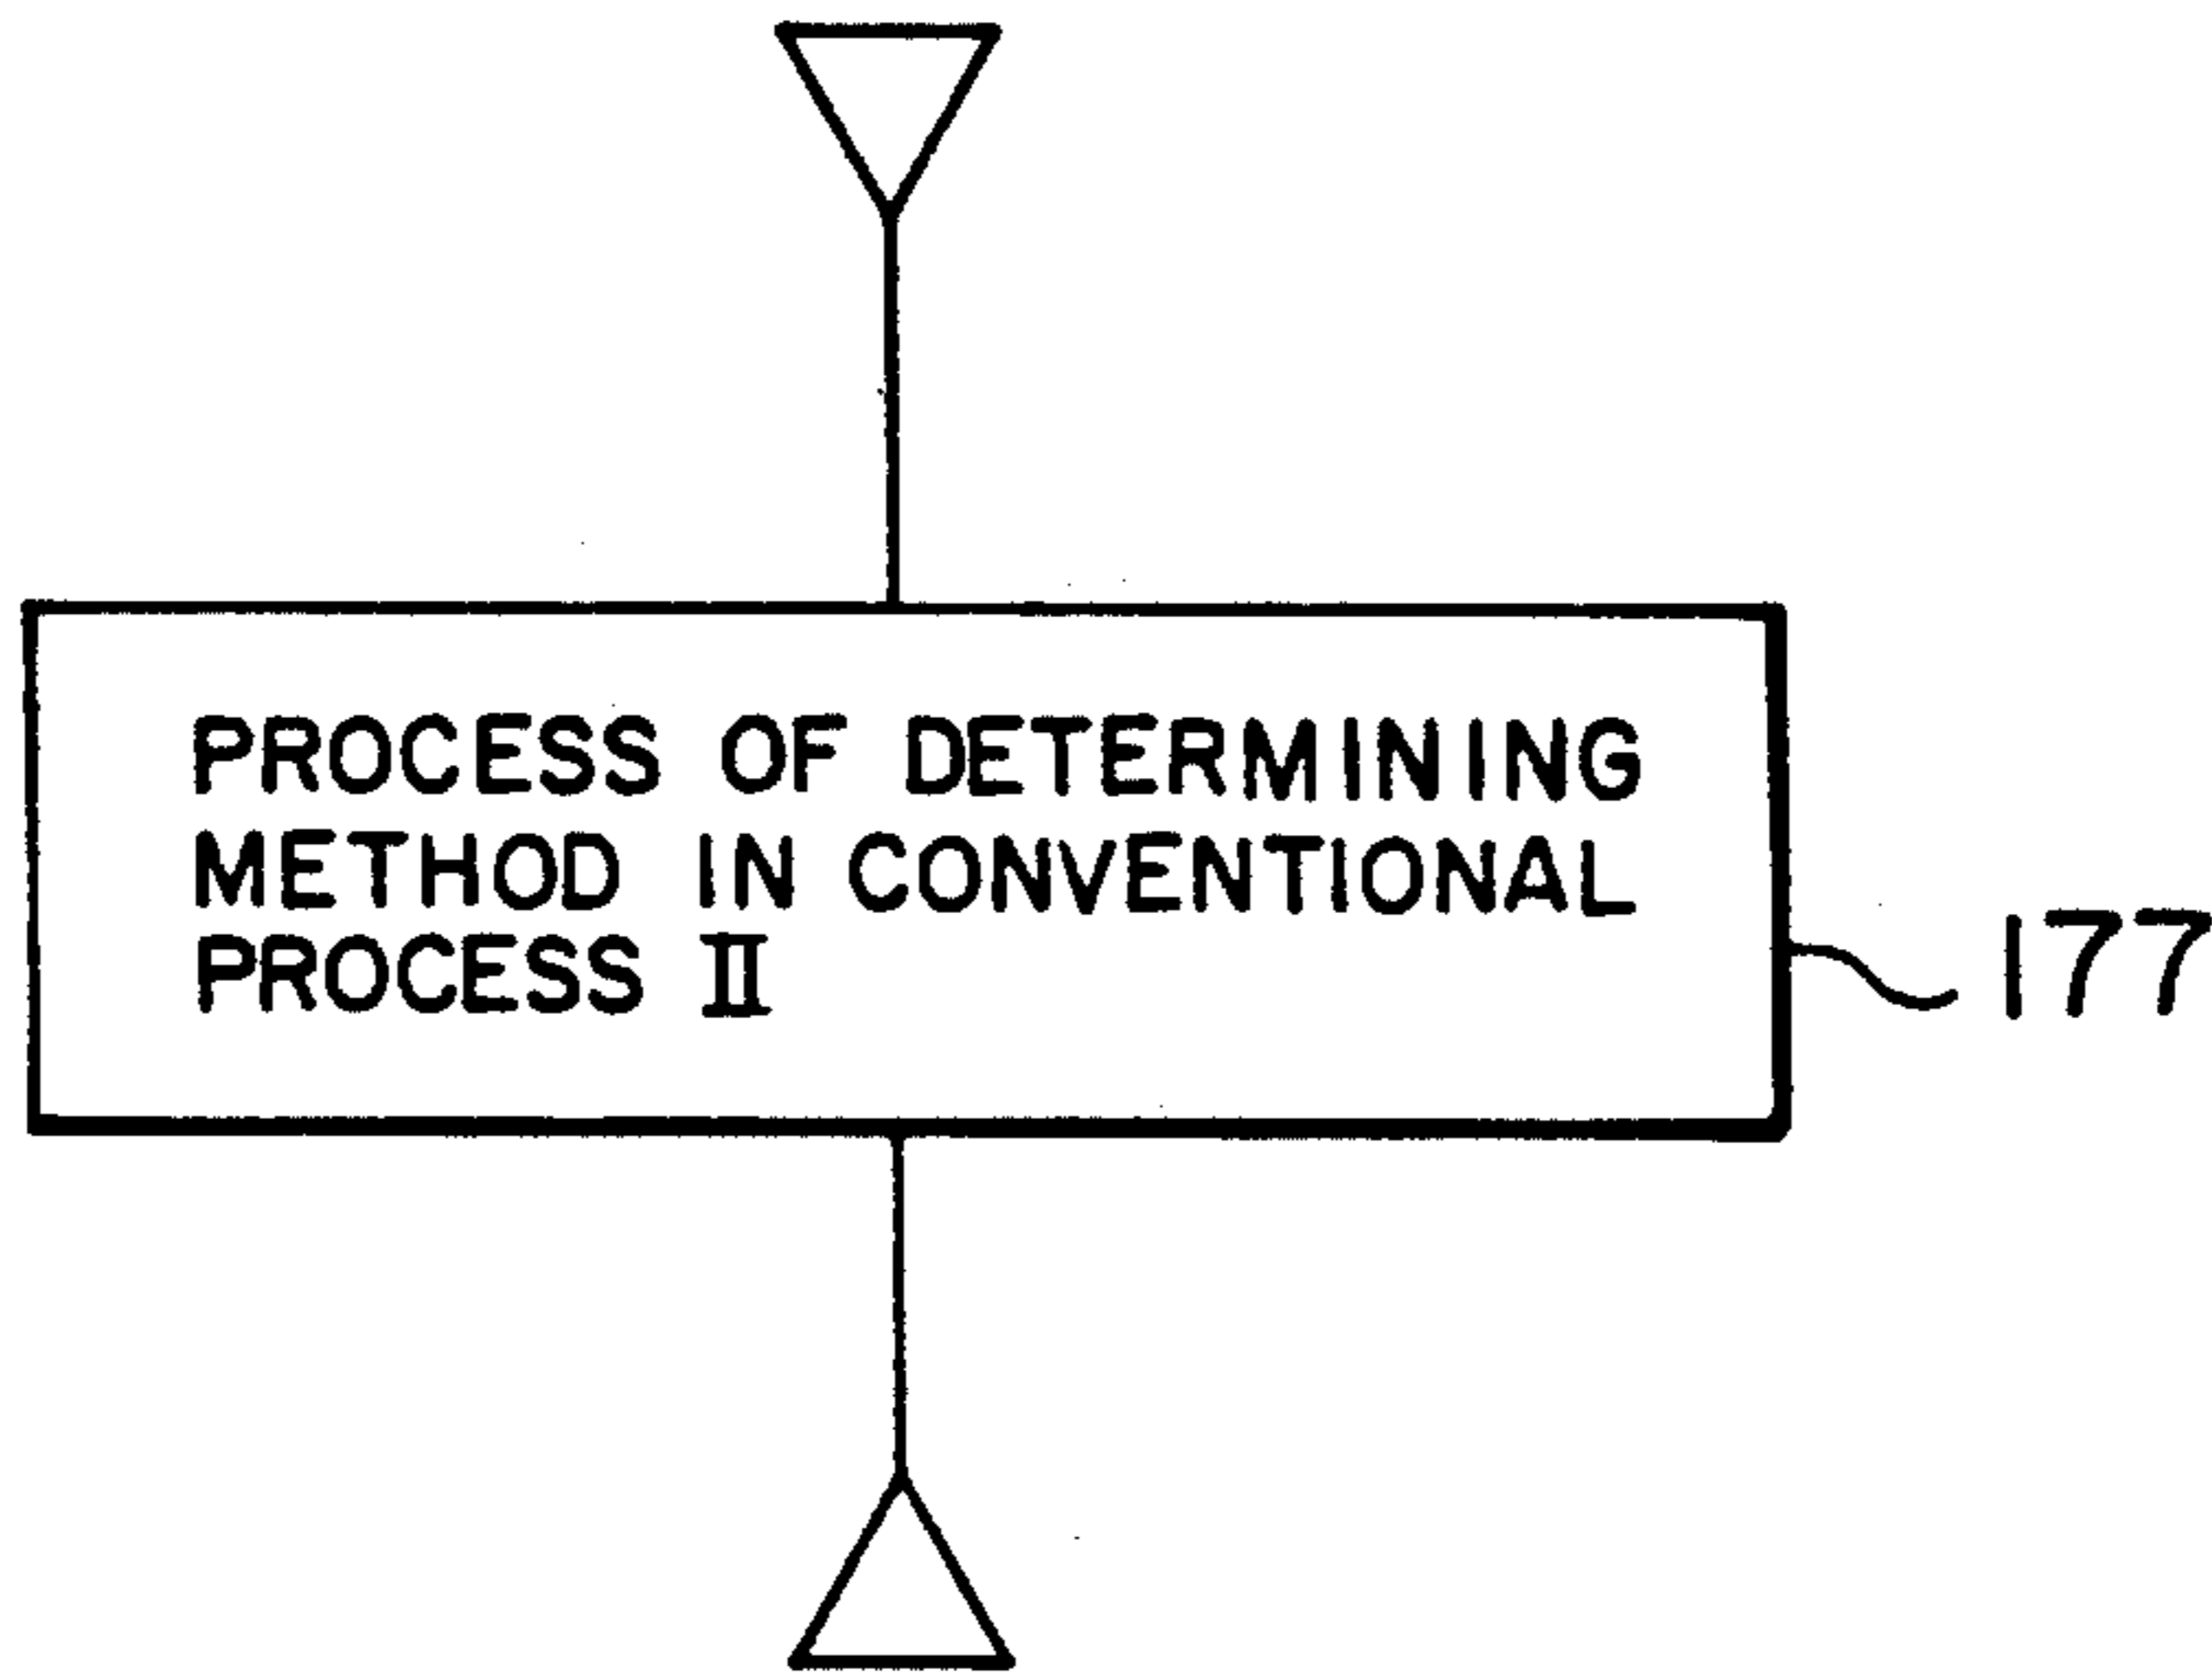 PROCESS OF DETERMINING
METHOD IN CONVENTIONAL
PROCESS II
177